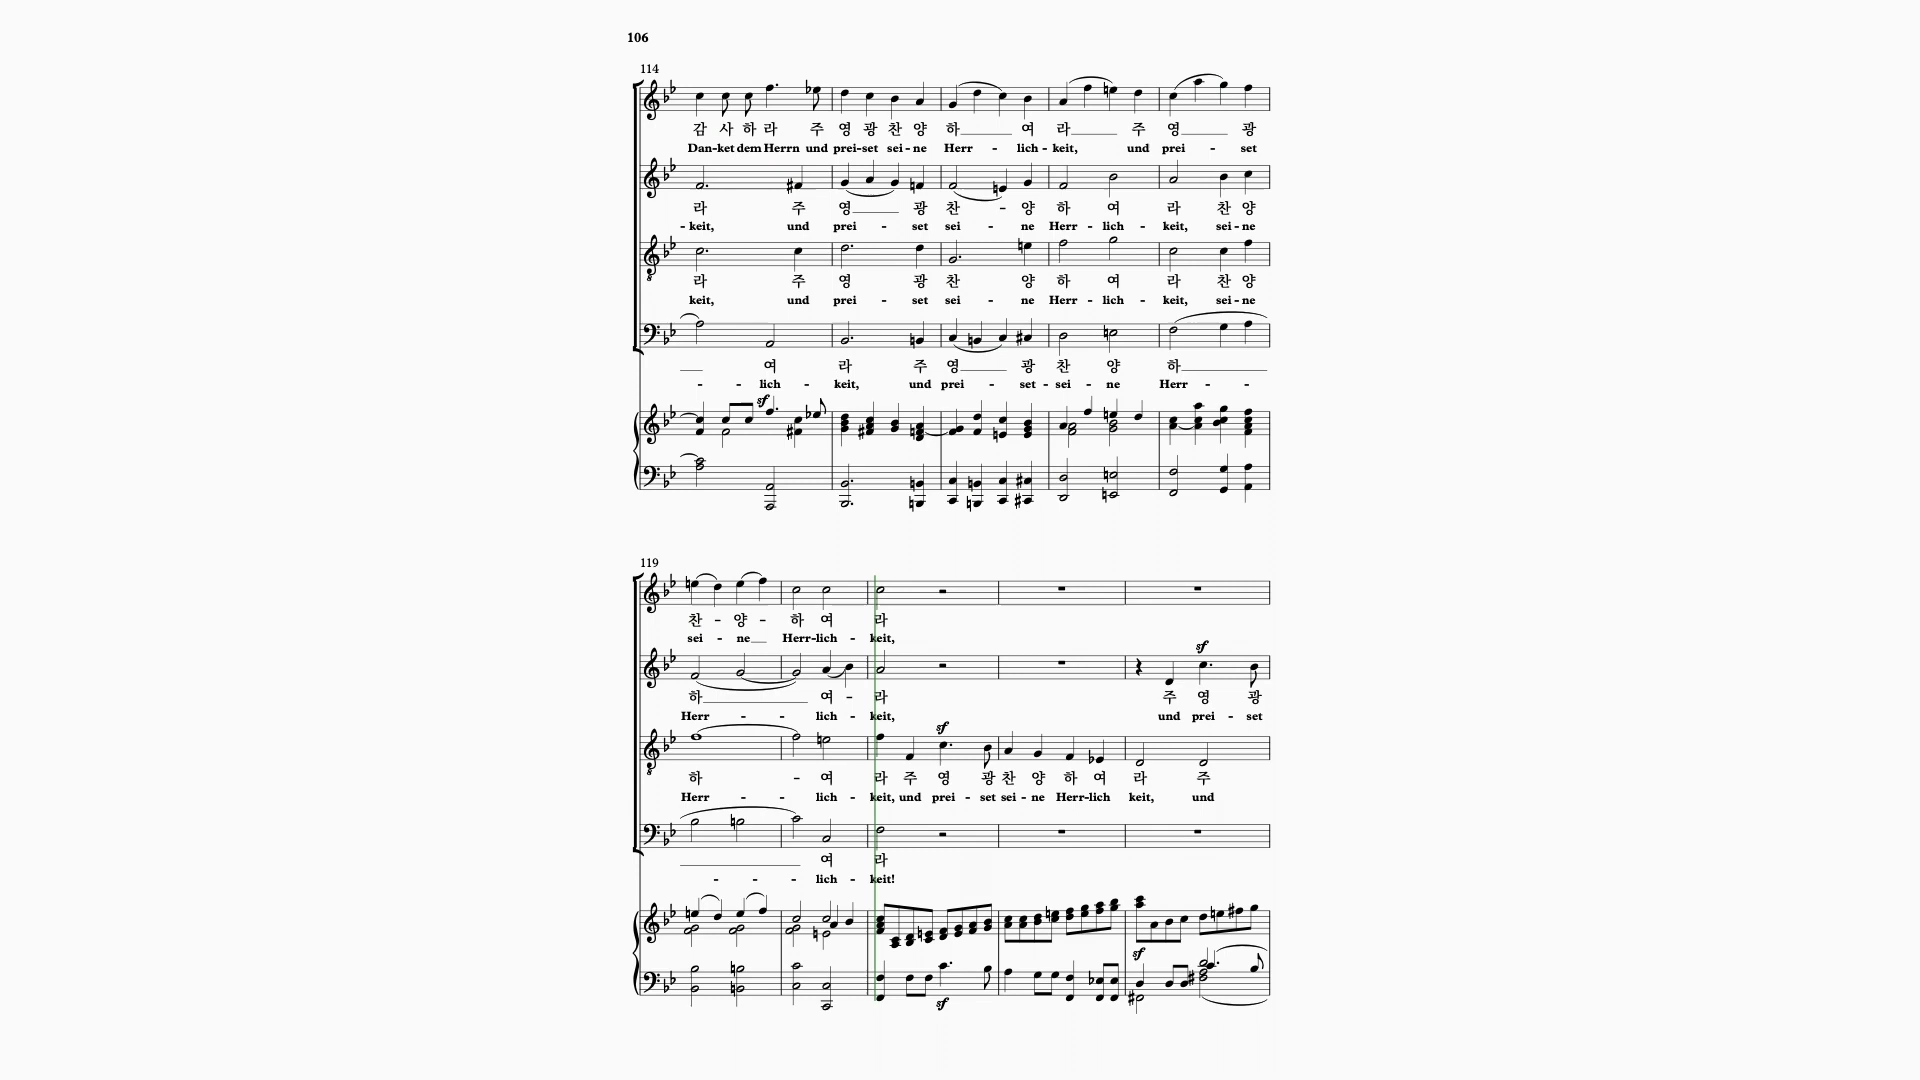 106
114
감 사 하 라 주 영 광 찬 양 하 여 라 주 영 광
Dan-ket dem Herrn und prei-set sei-ne Herr - lich-keit, und prei - set
라 주 영 광 찬 - 양 하 여 라 찬 양
-keit, und prei - set sei - ne Herr - lich - keit, sei-ne
라 주 영 광 찬 양 하 여 라 찬 양
keit, und prei - set sei - ne Herr - lich - keit, sei-ne
여 라 주 영 광 찬 양 하
- - lich - keit, und prei - set - sei - ne Herr - -
sf
119
찬 - 양 - 하 여 라
sei - ne Herr-lich - keit,
sf
하 여 - 라 주 영 광
Herr - - lich - keit, und prei - set
sf
하 - 여 라 주 영 광 찬 양 하 여 라 주
Herr - - - lich - keit, und prei - set sei - ne Herr-lich keit, und
여 라
- - - lich - keit!
sf
sf